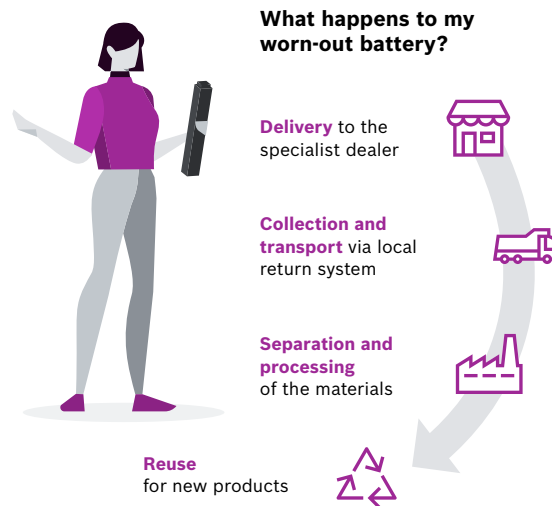 What happens to my
worn-out battery?
Delivery to the
specialist dealer
Collection and
transport via local
return system
Separation and
processing
of the materials
Reuse
for new products